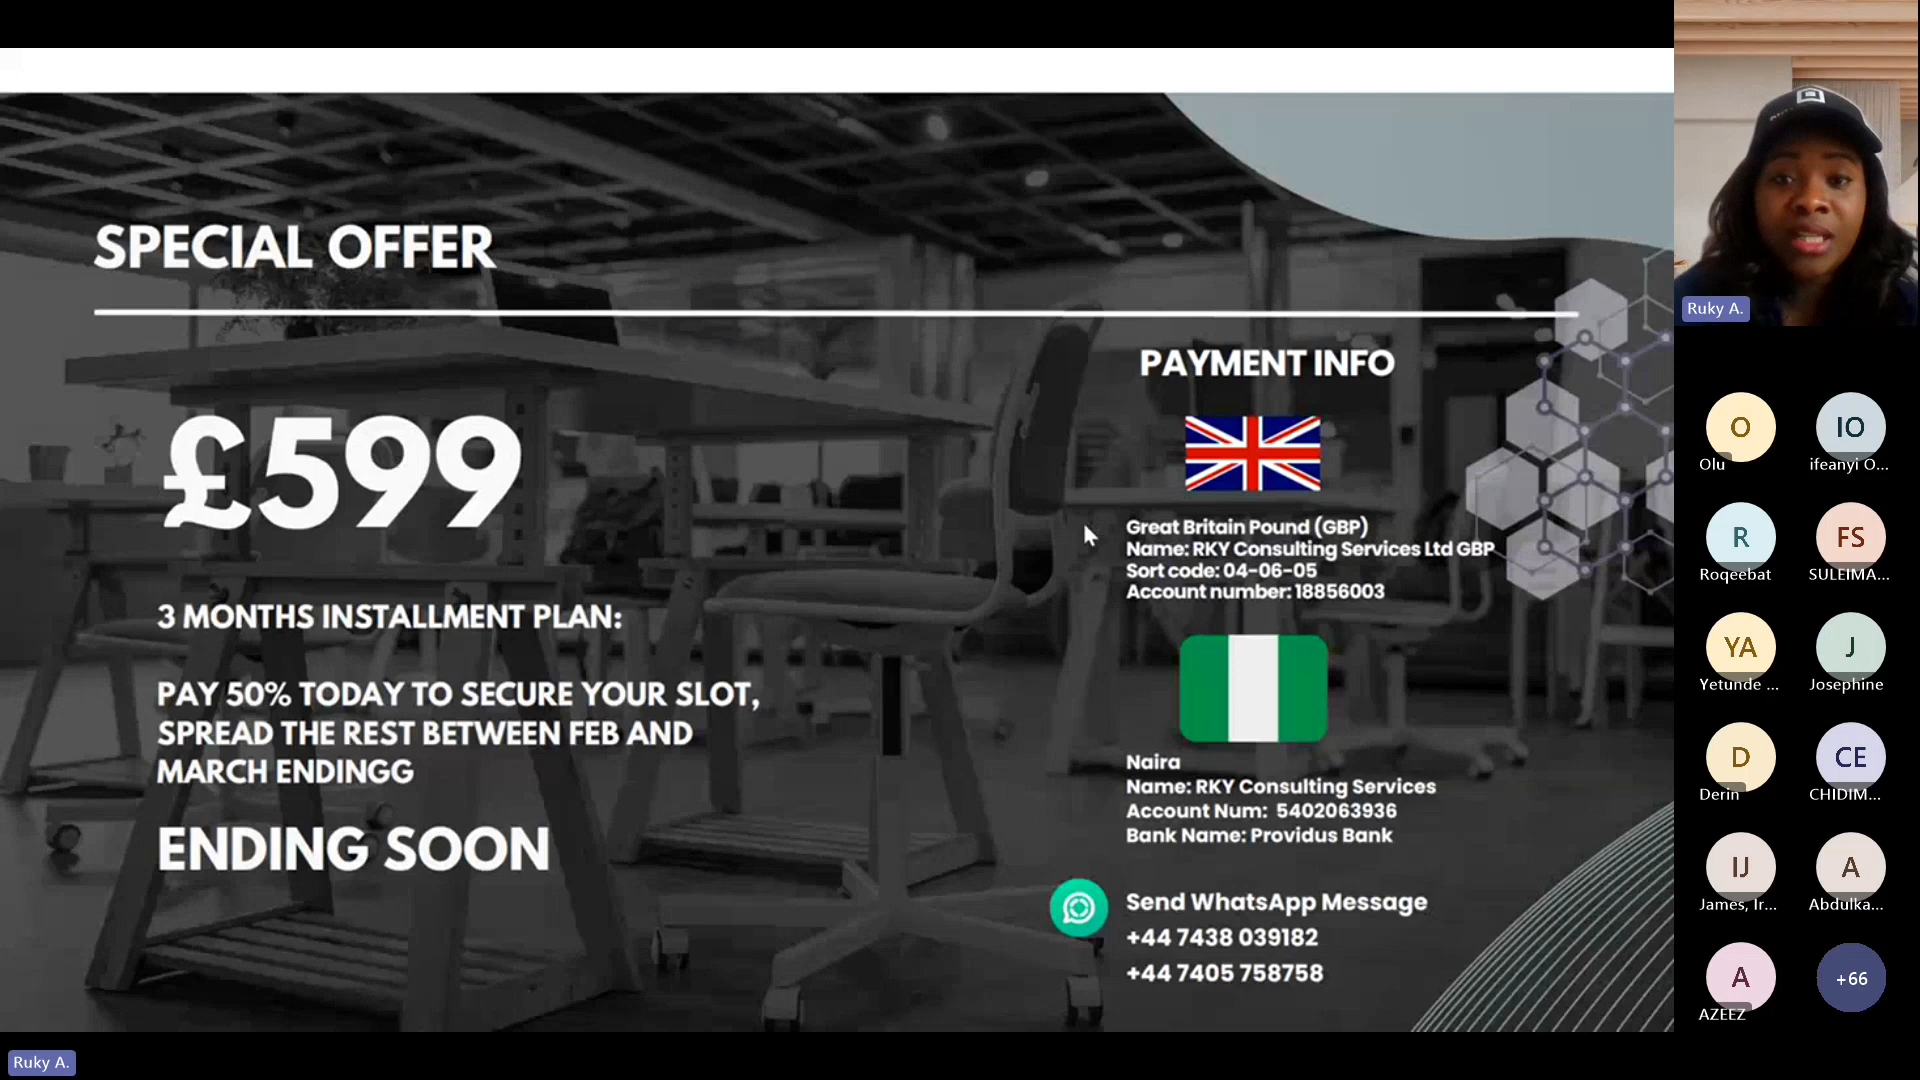 SPECIAL OFFER
£599
3 MONTHS INSTALLMENT PLAN:
PAY 50% TODAY TO SECURE YOUR SLOT,
SPREAD THE REST BETWEEN FEB AND
MARCH ENDINGG
ENDING SOON
PAYMENT INFO
Great Britain Pound (GBP)
Name: RKY Consulting Services Ltd GBP
Sort code: 04-06-05
Account number: 18856003
Naira
Name: RKY Consulting Services
Account Num: 5402063936
Bank Name: Providus Bank
Send WhatsApp Message
+44 7438 039182
+44 7405 758758
Ruky A.
O
Olu
IO
ifeanyi O...
R
Roqeebat
FS
SULEIMA...
YA
Yetunde ...
J
Josephine
D
Derin
CE
CHIDIM...
IJ
James, Ir...
A
Abdulka...
A
AZEEZ
+66
Ruky A.